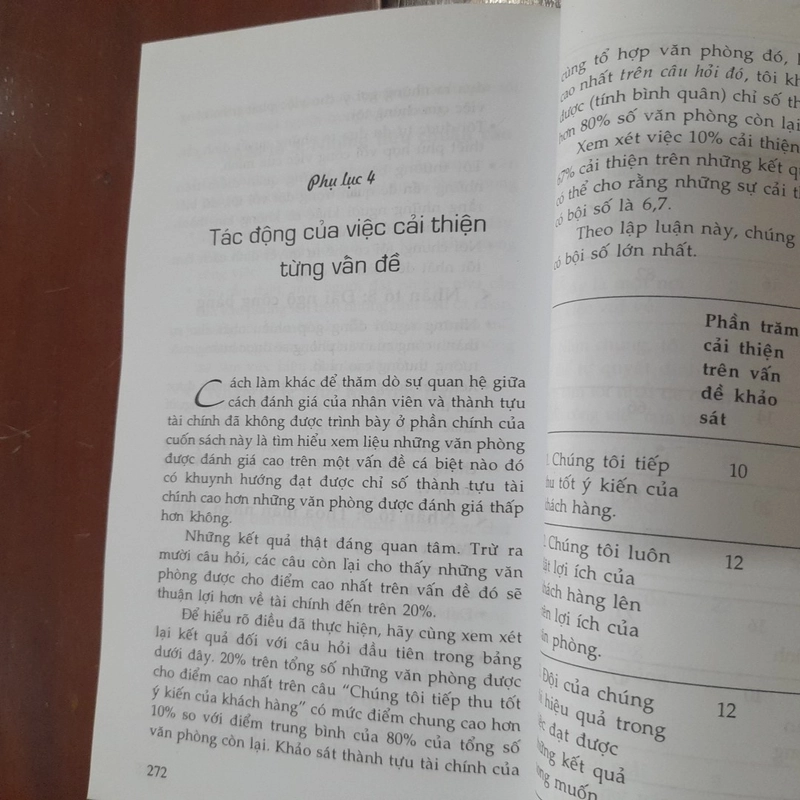 Phụ lục 4
Tác động của việc cải thiện
từng vấn đề
Cách làm khác để thăm dò sự quan hệ giữa
cách đánh giá của nhân viên và thành tựu
tài chính đã không được trình bày ở phần chính của
cuốn sách này là tìm hiểu xem liệu những văn phòng
được đánh giá cao trên một vấn đề cá biệt nào đó
có khuynh hướng đạt được chỉ số thành tựu tài
chính cao hơn những văn phòng được đánh giá thấp
hơn không.
Những kết quả thật đáng quan tâm. Trừ ra
mười câu hỏi, các câu còn lại cho thấy những văn
phòng được cho điểm cao nhất trên vấn đề đó sẽ
thuận lợi hơn về tài chính đến trên 20%.
Để hiểu rõ điều đã thực hiện, hãy cùng xem xét
lại kết quả đối với câu hỏi đầu tiên trong bảng
dưới đây. 20% trên tổng số những văn phòng được
cho điểm cao nhất trên câu “Chúng tôi tiếp thu tốt
ý kiến của khách hàng” có mức điểm chung cao hơn
10% so với điểm trung bình của 80% của tổng số
văn phòng còn lại. Khảo sát thành tựu tài chính của
272
cùng tổ hợp văn phòng đó,
cao nhất trên câu hỏi đó, tôi
được (tính bình quân) chỉ số
hơn 80% số văn phòng còn lại
Xem xét việc 10% cải thiện
67% cải thiện trên những kết
có thể cho rằng những sự cải
có bội số là 6,7.
Theo lập luận này, chúng
có bội số lớn nhất.
Phần trăm
cải thiện
trên vấn
đề khảo
sát
Chúng tôi tiếp 10
thu tốt ý kiến của
khách hàng.
Chúng tôi luôn 12
lợi ích của
khách hàng lên
lợi ích của
phòng.
Đội của chúng 12
hiệu quả trong
đạt được
những kết quả
mong muốn